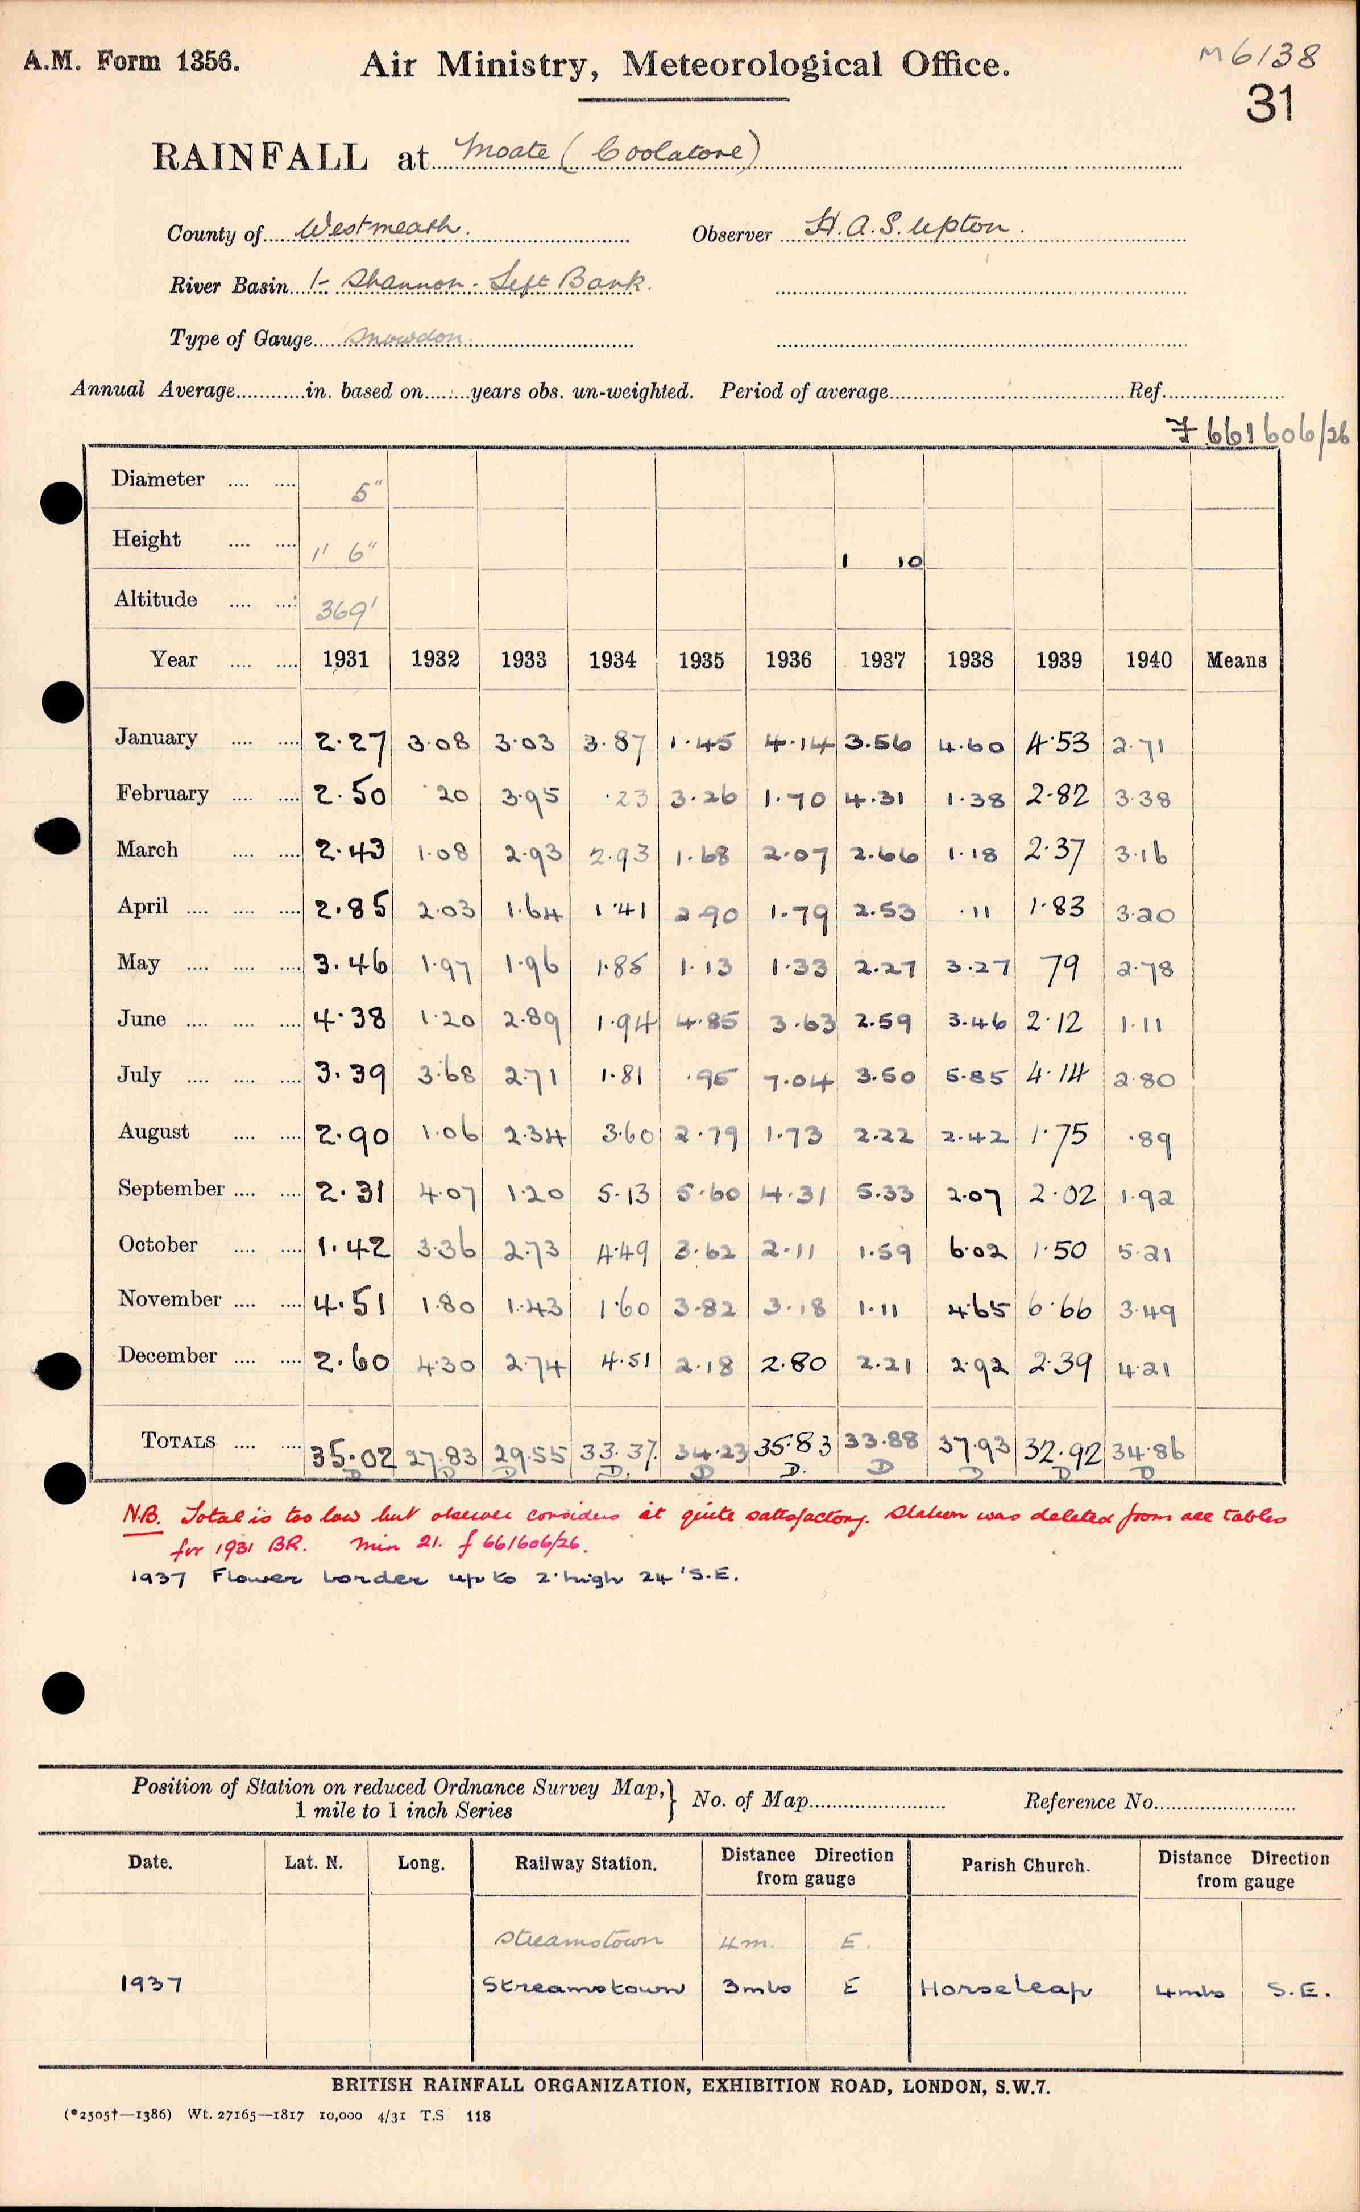 A.M. Form 1356. Air Ministry, Meteorological Office. M6138
31
RAINFALL at Moate (Coolatore)
County of Westmeath. Observer H.A.S. Upton.
River Basin 1- Shannon - Left Bank.
Type of Gauge Snowdon
Annual Average in. based on years obs. un-weighted. Period of average Ref.
F 661606/26
Diameter 5"
Height 1' 6" 1 10
Altitude 369'
Year 1931 1932 1933 1934 1935 1936 1937 1938 1939 1940 Means
January 2.27 3.08 3.03 3.87 1.45 4.14 3.56 4.60 4.53 2.71
February 2.50 .20 3.95 .23 3.26 1.70 4.31 1.38 2.82 3.38
March 2.43 1.08 2.93 2.93 1.68 2.07 2.66 1.18 2.37 3.16
April 2.85 2.03 1.64 1.41 2.90 1.79 2.53 .11 1.83 3.20
May 3.46 1.97 1.96 1.85 1.13 1.33 2.27 3.27 79 2.78
June 4.38 1.20 2.89 1.94 4.85 3.63 2.59 3.46 2.12 1.11
July 3.39 3.68 2.71 1.81 .95 7.04 3.50 5.85 4.14 2.80
August 2.90 1.06 2.34 3.60 2.79 1.73 2.22 2.42 1.75 .89
September 2.31 4.07 1.20 5.13 5.60 4.31 5.33 2.07 2.02 1.92
October 1.42 3.36 2.73 4.49 3.62 2.11 1.59 6.02 1.50 5.21
November 4.51 1.80 1.43 1.60 3.82 3.18 1.11 4.65 6.66 3.49
December 2.60 4.30 2.74 4.51 2.18 2.80 2.21 2.92 2.39 4.21
TOTALS 35.02 27.83 29.55 33.37. 34.23 35.83 33.88 37.93 32.92 34.86
D D D D. D D. D D D D
N.B. Total is too low but observer considers it quite satisfactory. Station was deleted from all tables
for 1931 BR. Min 21. f 661606/26.
1937 Flower border up to 2' high 24' S.E.
Position of Station on reduced Ordnance Survey Map, } No. of Map Reference No.
1 mile to 1 inch Series
Date. Lat. N. Long. Railway Station. Distance Direction from gauge Parish Church. Distance Direction from gauge
Streamstown 4m. E.
1937 Streamstown 3mls E Horseleap 4mls S.E.
BRITISH RAINFALL ORGANIZATION, EXHIBITION ROAD, LONDON, S.W.7.
(*2505†—1386) Wt. 27165—1817 10,000 4/31 T.S 118